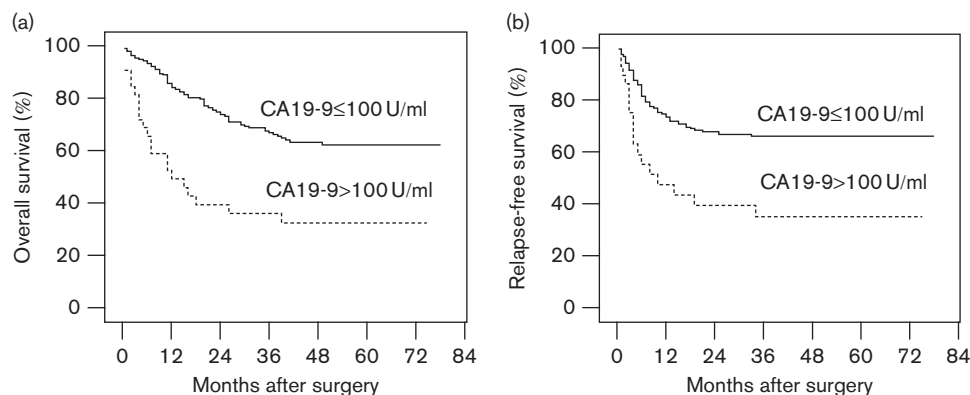 (a)
Overall survival (%)
100
80
60
40
20
0
CA19-9≤100 U/ml
CA19-9>100 U/ml
0 12 24 36 48 60 72 84
Months after surgery
(b)
Relapse-free survival (%)
100
80
60
40
20
0
CA19-9≤100 U/ml
CA19-9>100 U/ml
0 12 24 36 48 60 72 84
Months after surgery